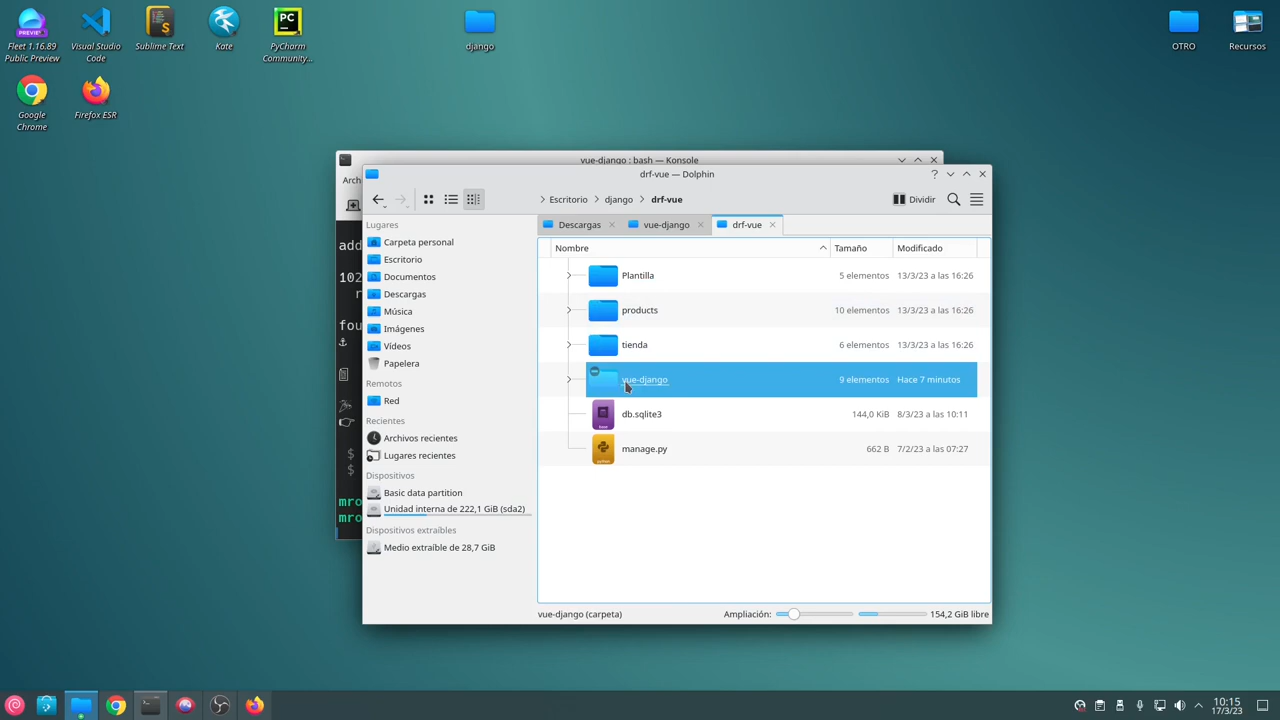 Fleet 1.16.89
Public Preview
Visual Studio
Code
Sublime Text
Kate
PyCharm
Community...
django
OTRO
Recursos
Google
Chrome
Firefox ESR
vue-django : bash — Konsole
Arch
drf-vue — Dolphin
Escritorio
django
drf-vue
Dividir
Lugares
Carpeta personal
Escritorio
Documentos
Descargas
Música
Imágenes
Vídeos
Papelera
Remotos
Red
Recientes
Archivos recientes
Lugares recientes
Dispositivos
Basic data partition
Unidad interna de 222,1 GiB (sda2)
Dispositivos extraíbles
Medio extraíble de 28,7 GiB
Descargas
vue-django
drf-vue
Nombre
Tamaño
Modificado
Plantilla 5 elementos 13/3/23 a las 16:26
products 10 elementos 13/3/23 a las 16:26
tienda 6 elementos 13/3/23 a las 16:26
vue-django 9 elementos Hace 7 minutos
db.sqlite3 144,0 KiB 8/3/23 a las 10:11
manage.py 662 B 7/2/23 a las 07:27
vue-django (carpeta)
Ampliación:
154,2 GiB libre
add
102
r
fou
$
$
mro
mro
10:15
17/3/23